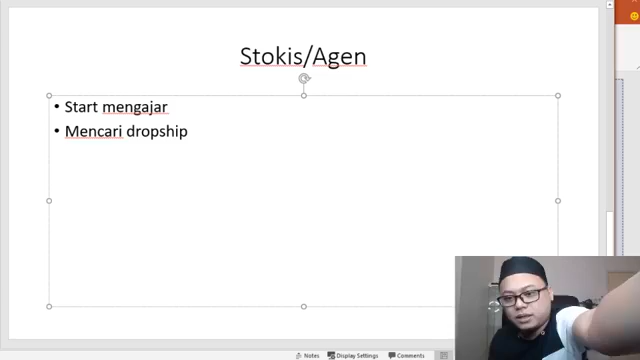 Stokis/Agen
• Start mengajar
• Mencari dropship
Notes
Display Settings
Comments